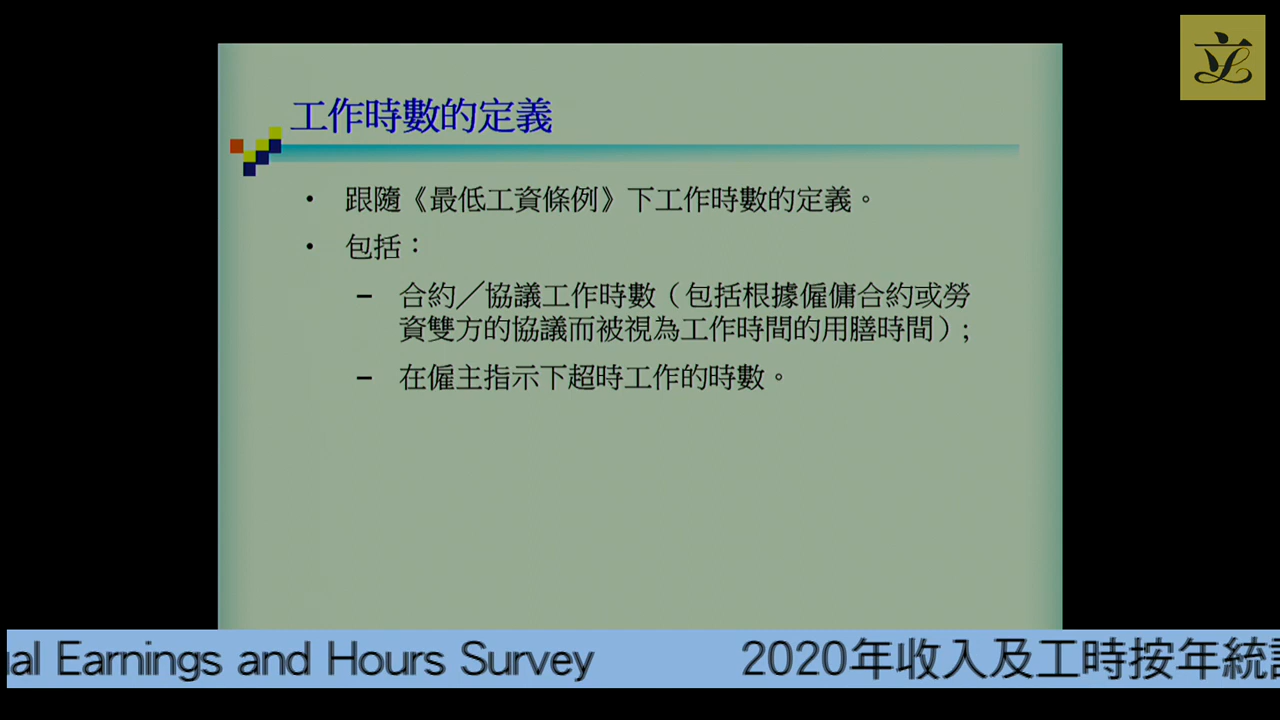 工作時數的定義
• 跟隨《最低工資條例》下工作時數的定義。
• 包括：
– 合約／協議工作時數（包括根據僱傭合約或勞
資雙方的協議而被視為工作時間的用膳時間）;
– 在僱主指示下超時工作的時數。
ual Earnings and Hours Survey 2020年收入及工時按年統